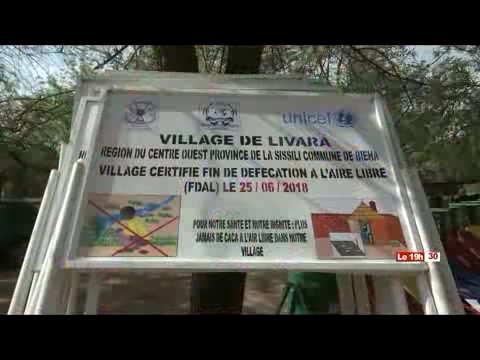 unicef
VILLAGE DE LIVARA
REGION DU CENTRE OUEST PROVINCE DE LA SISSILI COMMUNE DE BIEHA
VILLAGE CERTIFIE FIN DE DEFECATION A L'AIRE LIBRE
(FDAL) LE 25/06/2018
POUR NOTRE SANTE ET NOTRE DIGNITE : PLUS
JAMAIS DE CACA A L'AIR LIBRE DANS NOTRE
VILLAGE
Le 19h 30